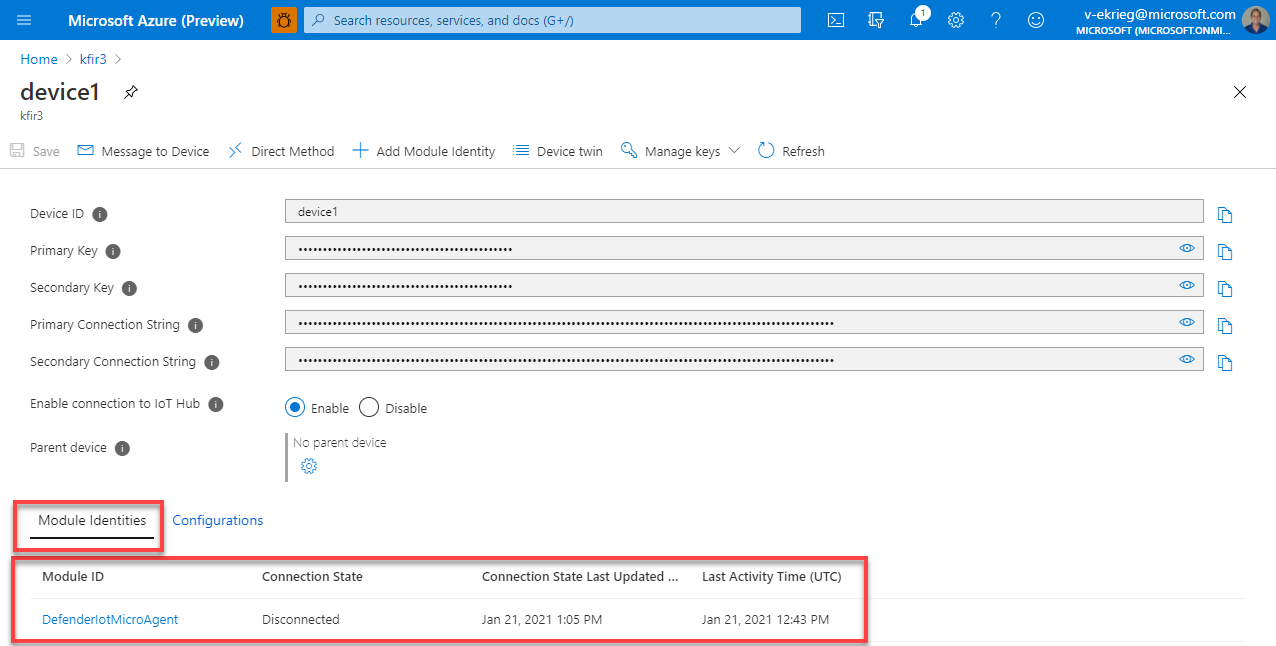 Microsoft Azure (Preview)
Search resources, services, and docs (G+/)
1
v-ekrieg@microsoft.com
MICROSOFT (MICROSOFT.ONMI...
Home > kfir3 >
device1
kfir3
Save Message to Device Direct Method Add Module Identity Device twin Manage keys Refresh
Device ID device1
Primary Key ••••••••••••••••••••••••••••••••••••••••••••
Secondary Key ••••••••••••••••••••••••••••••••••••••••••••
Primary Connection String
Secondary Connection String
Enable connection to IoT Hub Enable Disable
Parent device No parent device
Module Identities Configurations
Module ID Connection State Connection State Last Updated ... Last Activity Time (UTC)
DefenderIotMicroAgent Disconnected Jan 21, 2021 1:05 PM Jan 21, 2021 12:43 PM